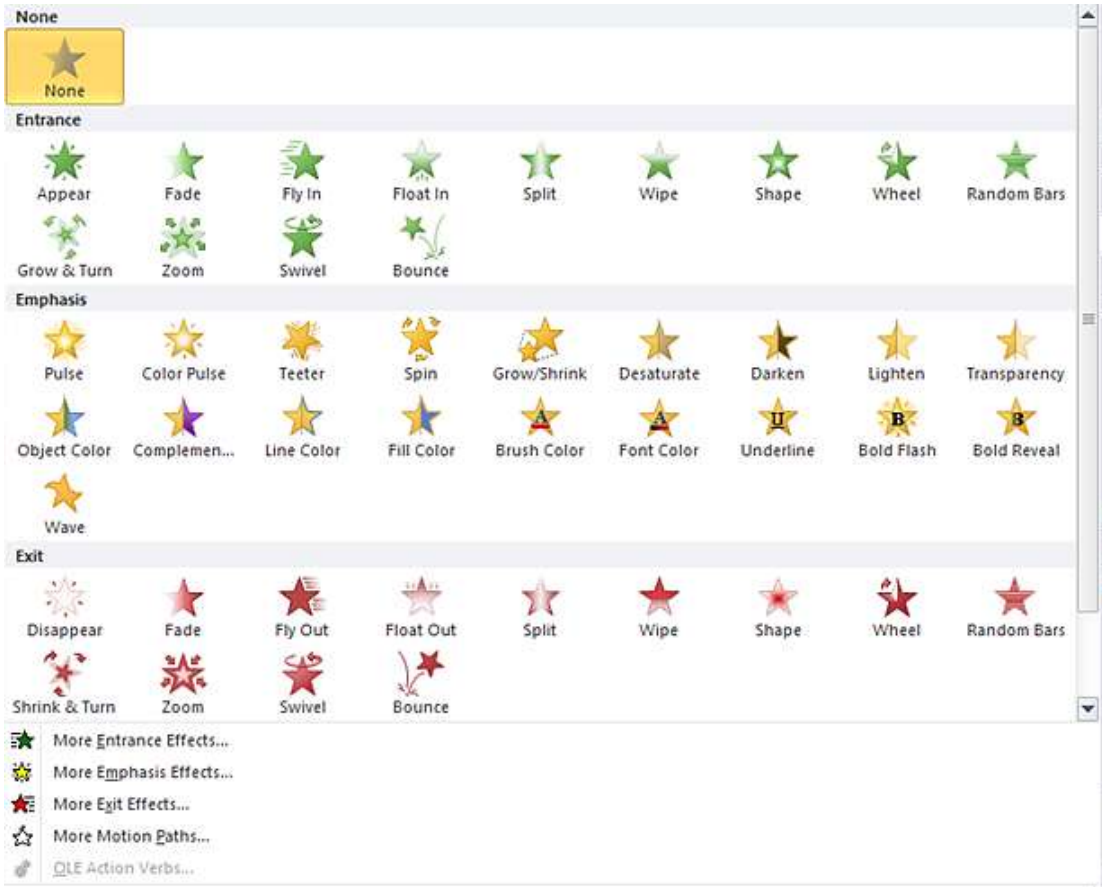 None
None
Entrance
Appear Fade Fly In Float In Split Wipe Shape Wheel Random Bars
Grow & Turn Zoom Swivel Bounce
Emphasis
Pulse Color Pulse Teeter Spin Grow/Shrink Desaturate Darken Lighten Transparency
Object Color Complemen... Line Color Fill Color Brush Color Font Color Underline Bold Flash Bold Reveal
Wave
Exit
Disappear Fade Fly Out Float Out Split Wipe Shape Wheel Random Bars
Shrink & Turn Zoom Swivel Bounce
More Entrance Effects...
More Emphasis Effects...
More Exit Effects...
More Motion Paths...
OLE Action Verbs...